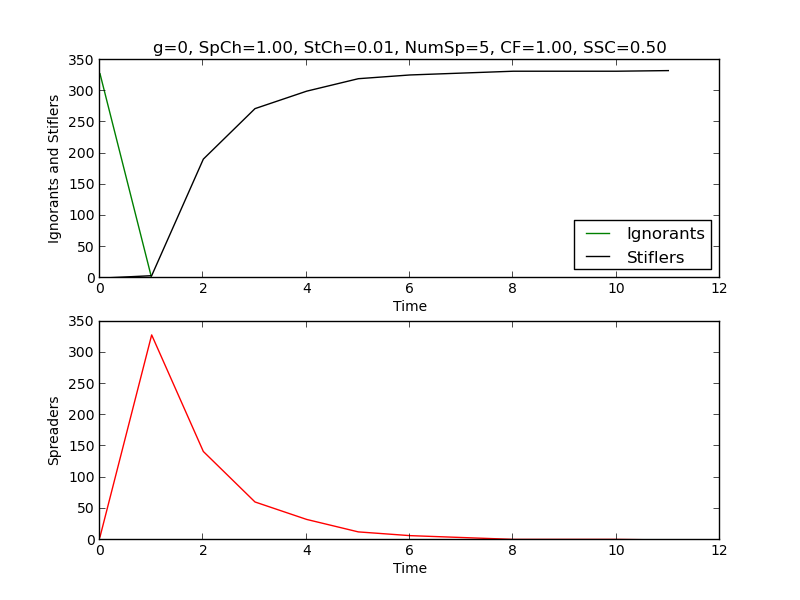 g=0, SpCh=1.00, StCh=0.01, NumSp=5, CF=1.00, SSC=0.50
350
300
250
200
150
100
50
0
Ignorants and Stiflers
Ignorants
Stiflers
0 2 4 6 8 10 12
Time
350
300
250
200
150
100
50
0
Spreaders
0 2 4 6 8 10 12
Time